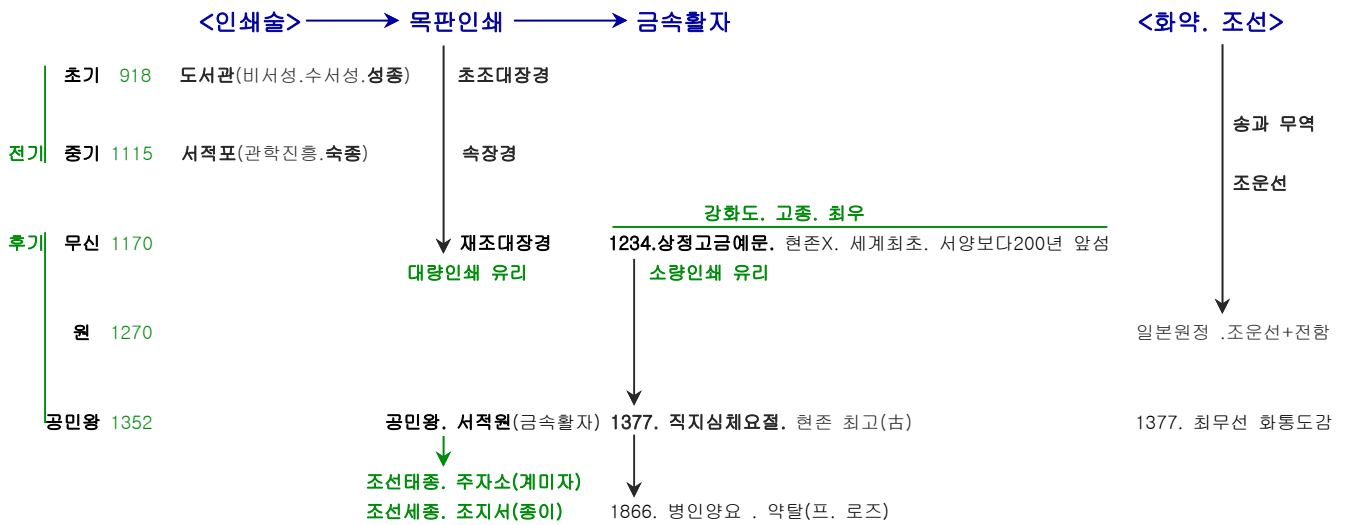 <인쇄술> 목판인쇄 금속활자 <화약. 조선>
초기 918 도서관(비서성.수서성.성종) 초조대장경
송과 무역
전기 중기 1115 서적포(관학진흥.숙종) 속장경
조운선
강화도. 고종. 최우
후기 무신 1170 재조대장경 1234.상정고금예문. 현존X. 세계최초. 서양보다200년 앞섬
대량인쇄 유리 소량인쇄 유리
원 1270 일본원정 .조운선+전함
공민왕 1352 공민왕. 서적원(금속활자) 1377. 직지심체요절. 현존 최고(古) 1377. 최무선 화통도감
조선태종. 주자소(계미자)
조선세종. 조지서(종이) 1866. 병인양요 . 약탈(프. 로즈)